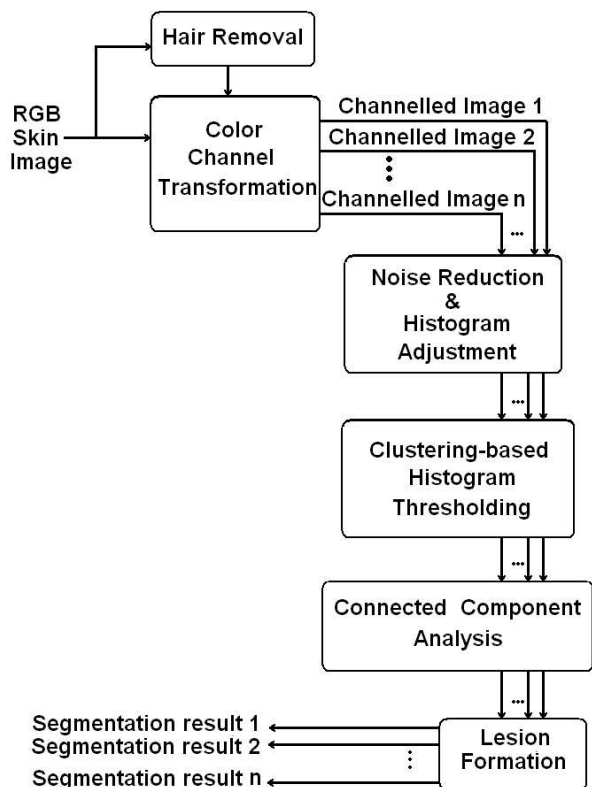 Hair Removal
RGB
Skin
Image
Color
Channel
Transformation
Channelled Image 1
Channelled Image 2
Channelled Image n
...
Noise Reduction
&
Histogram
Adjustment
...
Clustering-based
Histogram
Thresholding
...
Connected Component
Analysis
...
Lesion
Formation
Segmentation result 1
Segmentation result 2
Segmentation result n